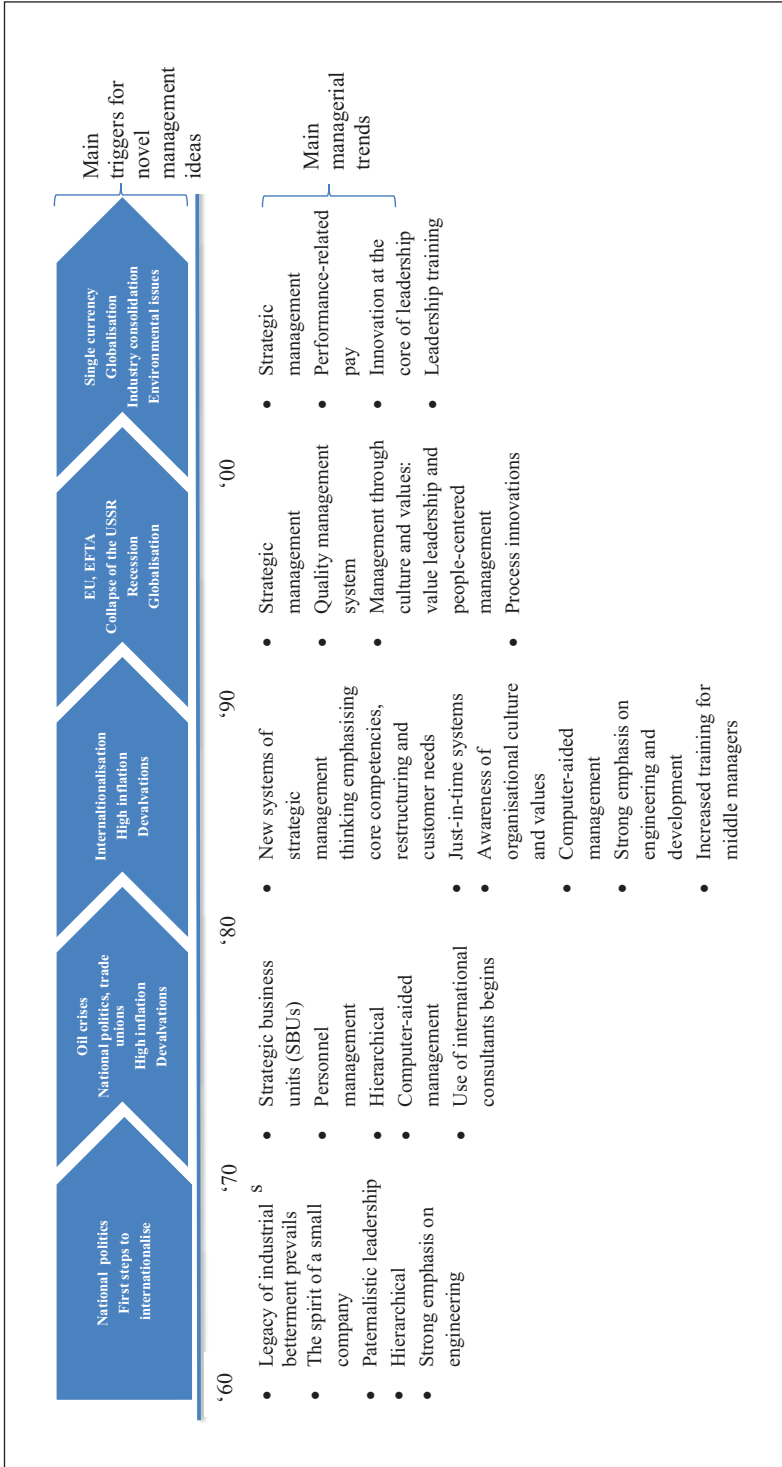 National politics
First steps to
internationalise
Oil crises
National politics, trade
unions
High inflation
Devalvations
Internaltionalisation
High inflation
Devalvations
EU, EFTA
Collapse of the USSR
Recession
Globalisation
Single currency
Globalisation
Industry consolidation
Environmental issues
Main
triggers for
novel
management
ideas
‘60
‘70
‘80
‘90
‘00
s
• Legacy of industrial
betterment prevails
• The spirit of a small
company
• Paternalistic leadership
• Hierarchical
• Strong emphasis on
engineering
• Strategic business
units (SBUs)
• Personnel
management
• Hierarchical
• Computer-aided
management
• Use of international
consultants begins
• New systems of
strategic
management
thinking emphasising
core competencies,
restructuring and
customer needs
• Just-in-time systems
• Awareness of
organisational culture
and values
• Computer-aided
management
• Strong emphasis on
engineering and
development
• Increased training for
middle managers
• Strategic
management
• Quality management
system
• Management through
culture and values:
value leadership and
people-centered
management
• Process innovations
• Strategic
management
• Performance-related
pay
• Innovation at the
core of leadership
• Leadership training
Main
managerial
trends